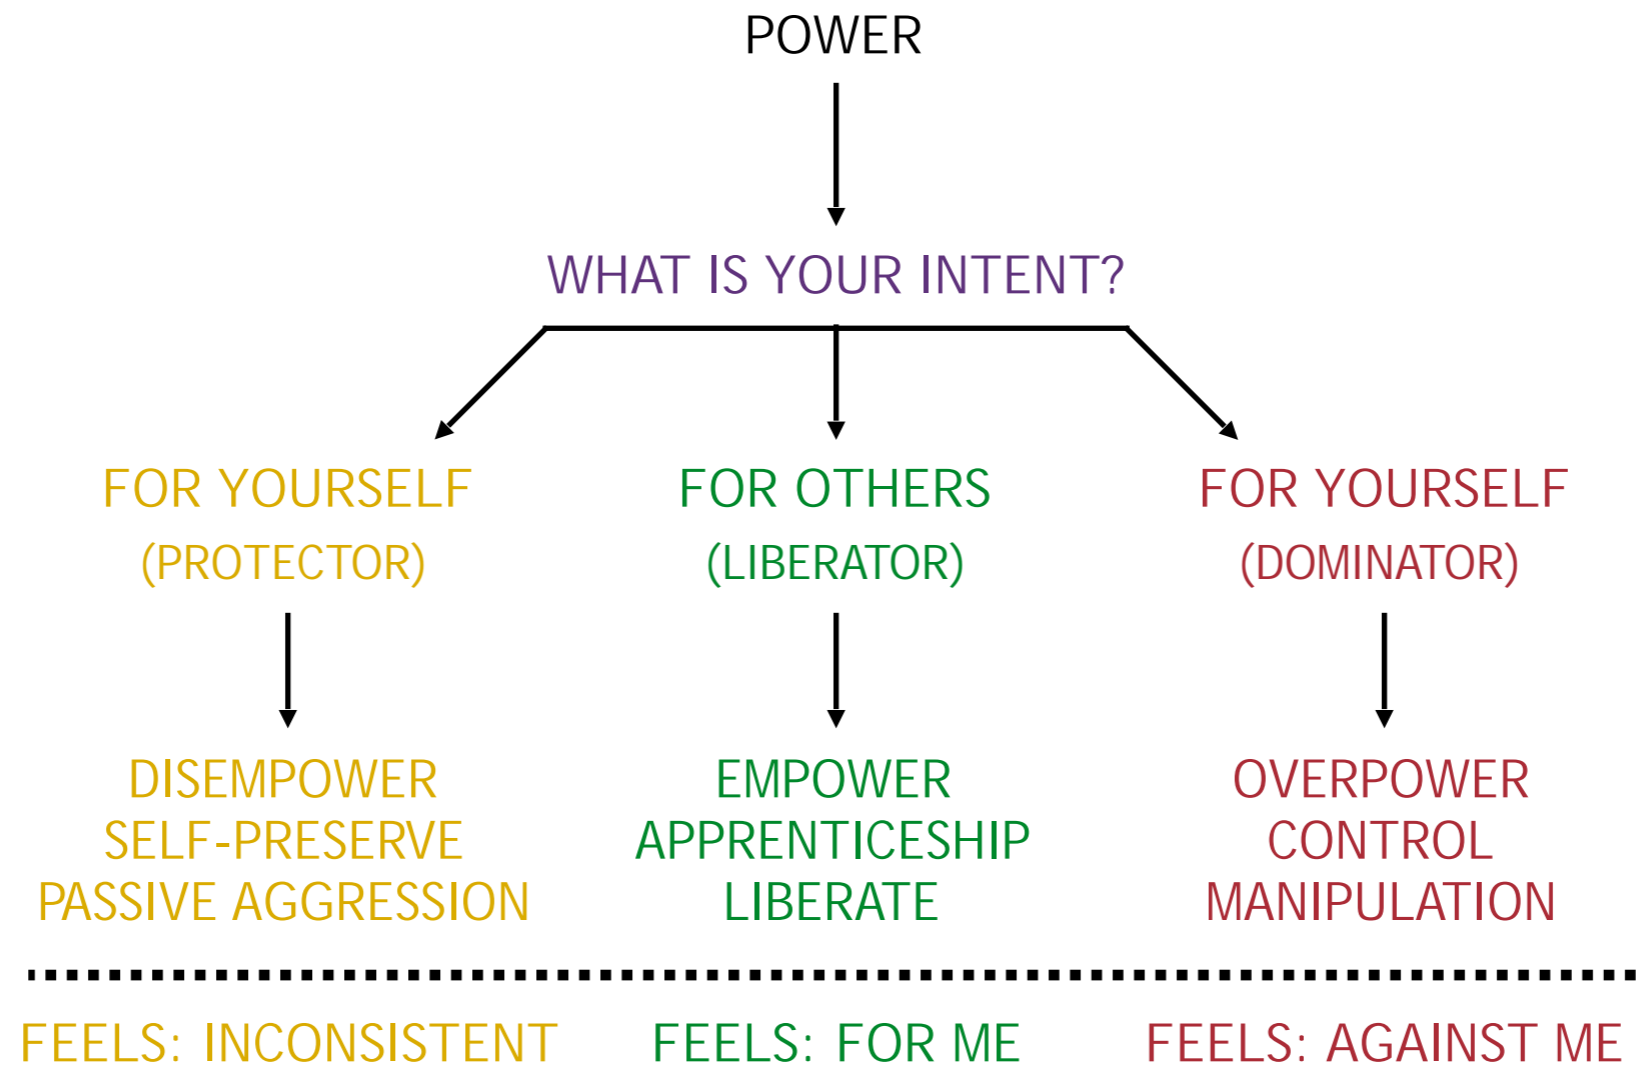 POWER
WHAT IS YOUR INTENT?
FOR YOURSELF
(PROTECTOR)
DISEMPOWER
SELF-PRESERVE
PASSIVE AGGRESSION
FEELS: INCONSISTENT
FOR OTHERS
(LIBERATOR)
EMPOWER
APPRENTICESHIP
LIBERATE
FEELS: FOR ME
FOR YOURSELF
(DOMINATOR)
OVERPOWER
CONTROL
MANIPULATION
FEELS: AGAINST ME